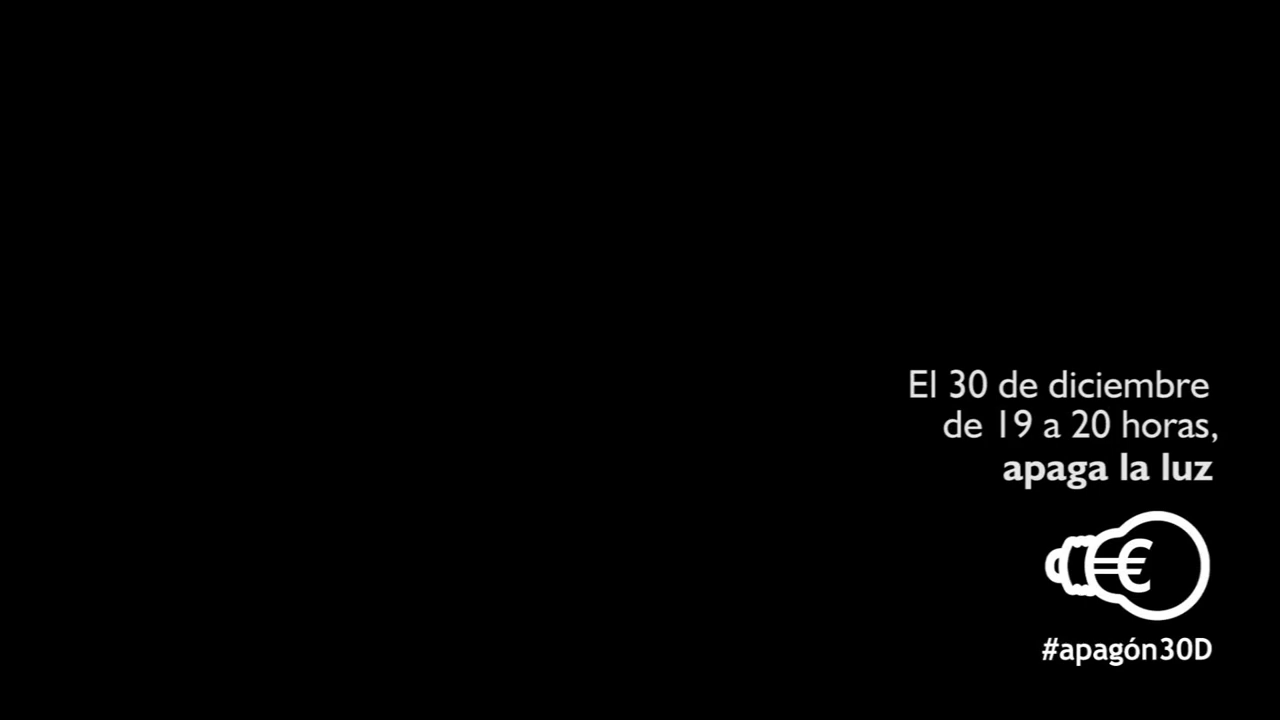 El 30 de diciembre
de 19 a 20 horas,
apaga la luz
€
#apagón30D